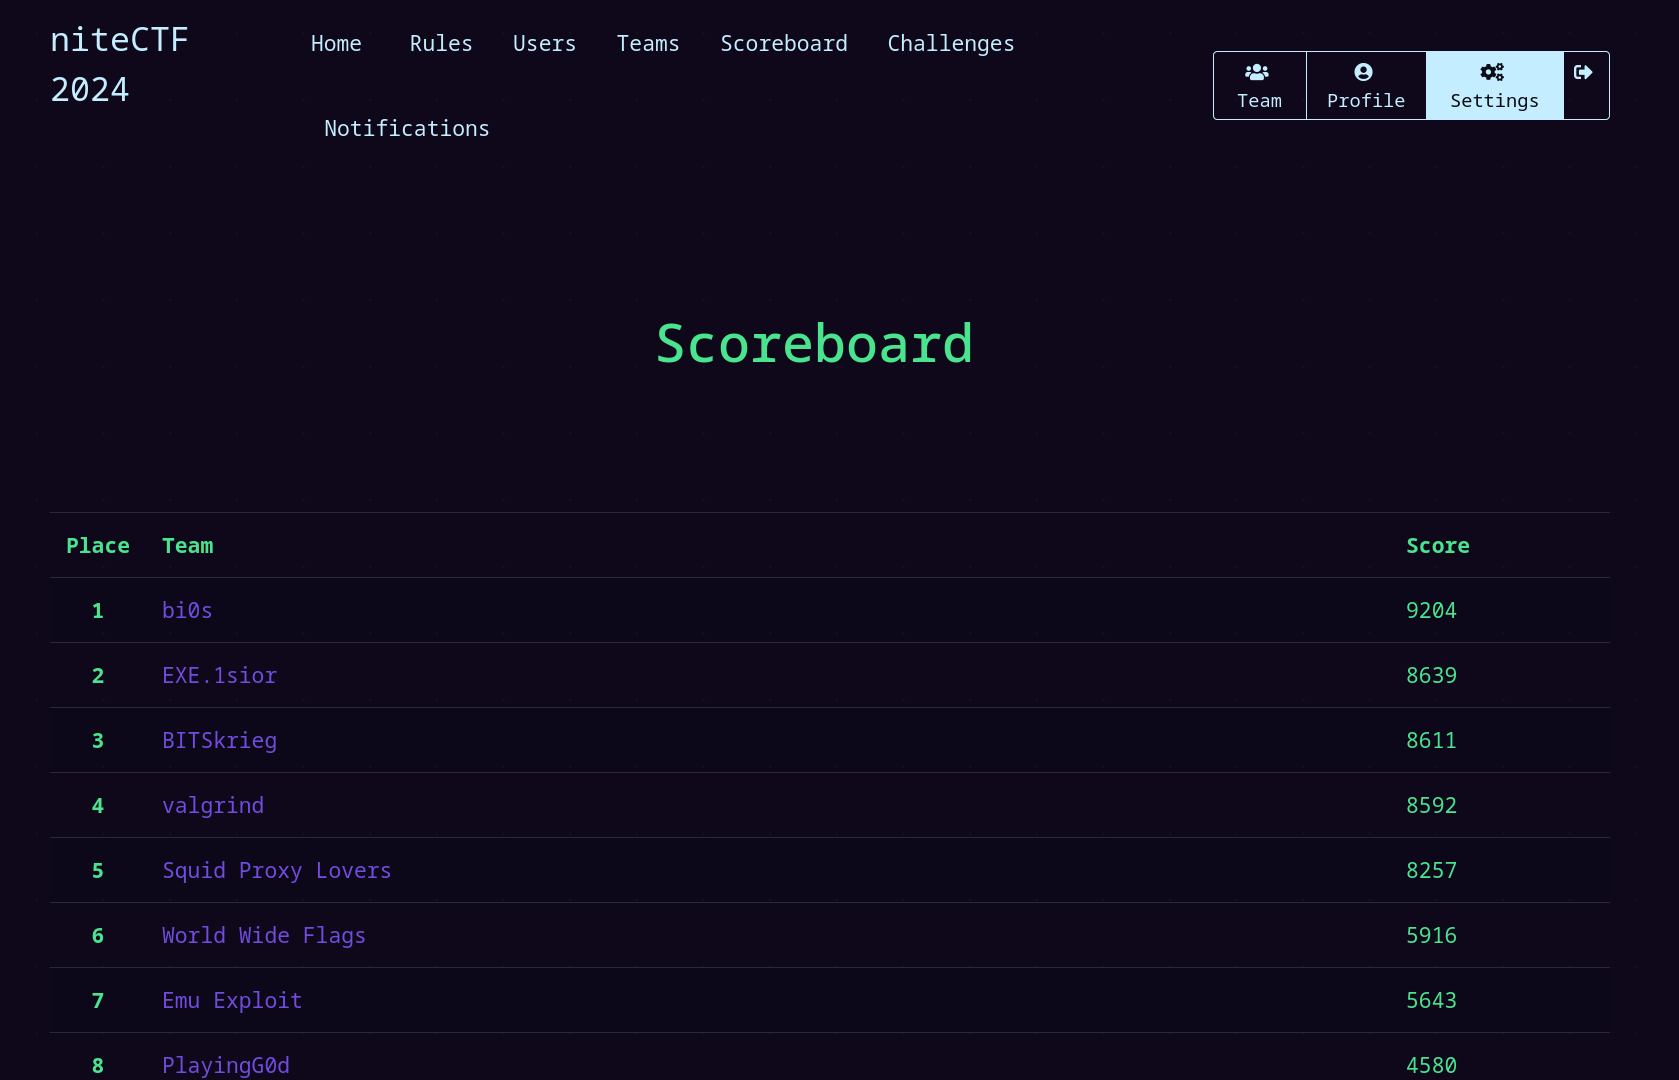 niteCTF
2024
Home Rules Users Teams Scoreboard Challenges
Notifications
Team Profile Settings
Scoreboard
Place Team Score
1 bi0s 9204
2 EXE.1sior 8639
3 BITSkrieg 8611
4 valgrind 8592
5 Squid Proxy Lovers 8257
6 World Wide Flags 5916
7 Emu Exploit 5643
8 PlayingG0d 4580